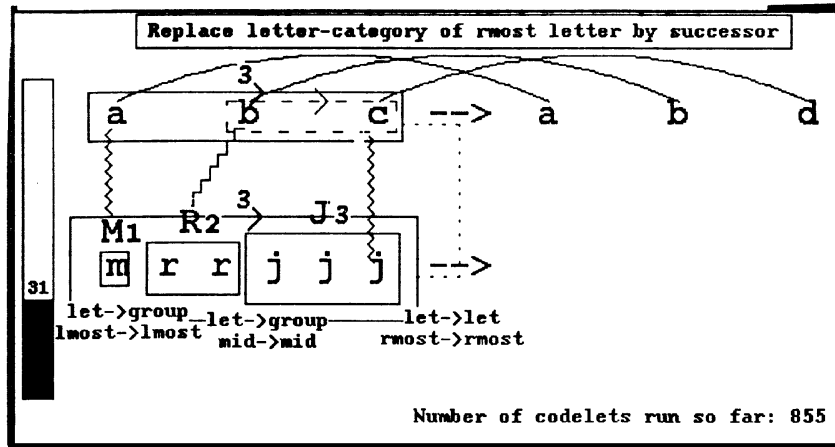 Replace letter-category of rmost letter by successor
3
a b c --> a b d
M1 R2 3 J3
m r r j j j -->
31
let->group let->group let->let
lmost->lmost mid->mid rmost->rmost
Number of codelets run so far: 855